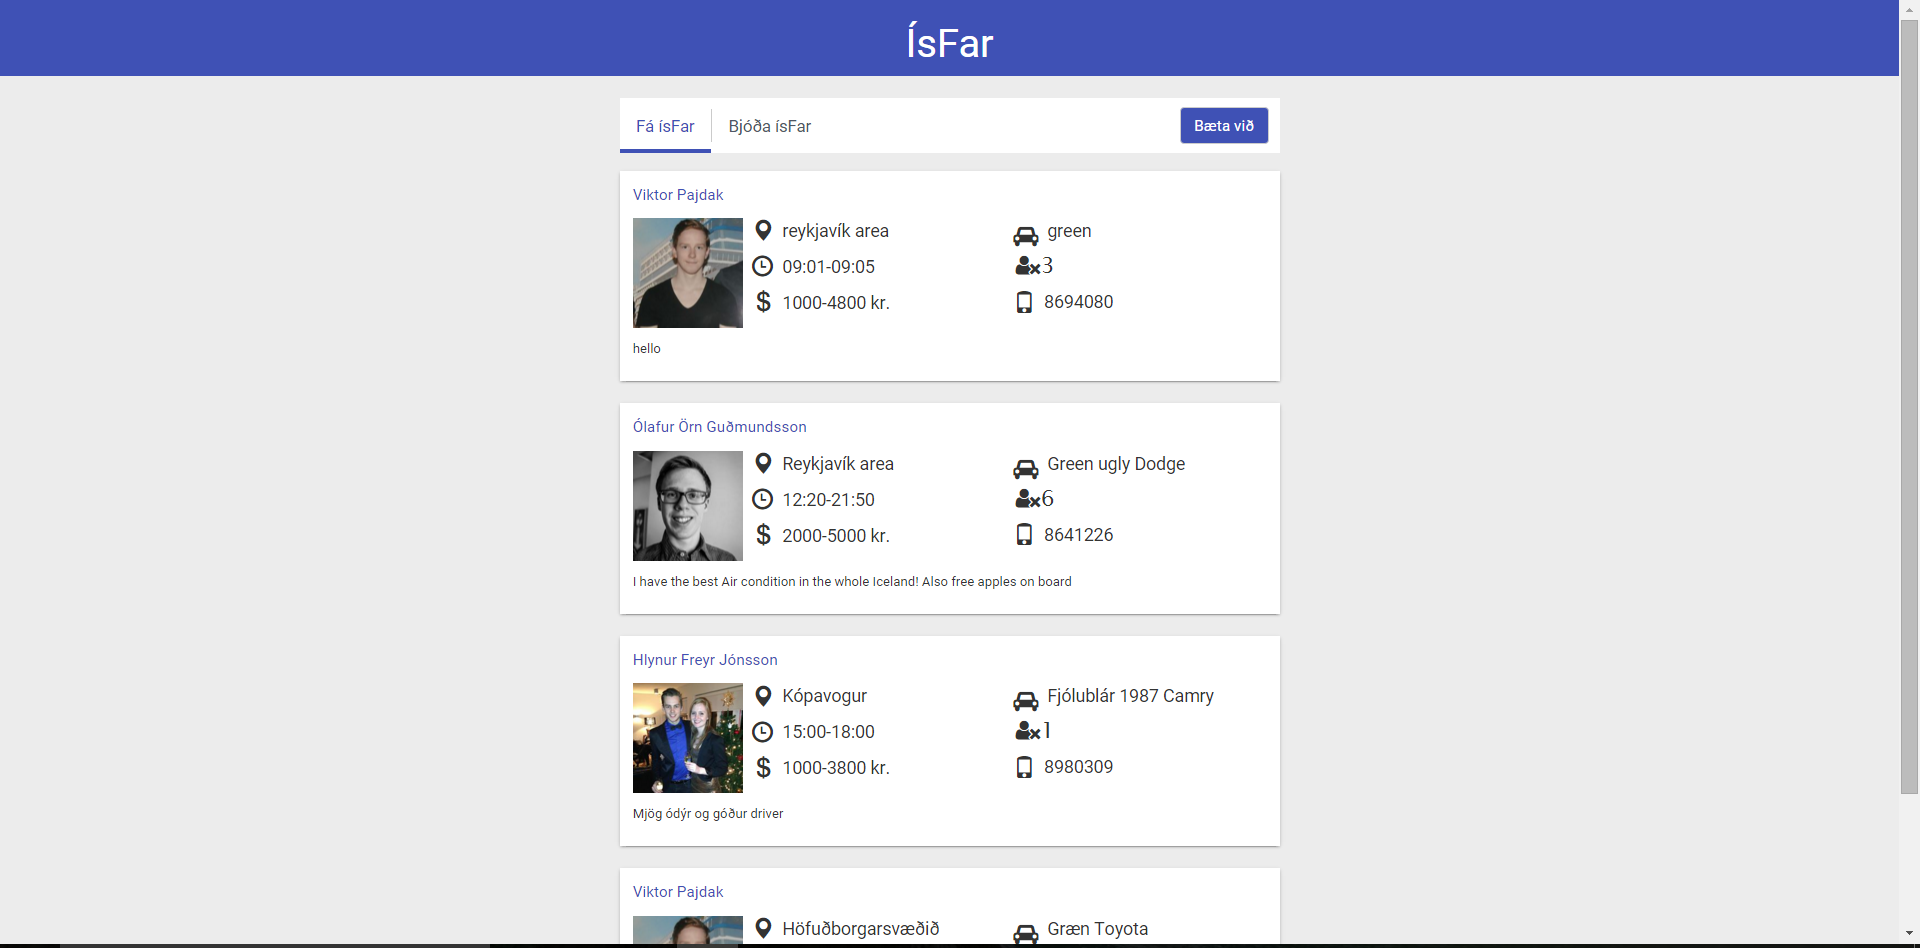 ÍsFar
Fá ísFar
Bjóða ísFar
Bæta við
Viktor Pajdak
reykjavík area
green
09:01-09:05
3
$ 1000-4800 kr.
8694080
hello
Ólafur Örn Guðmundsson
Reykjavík area
Green ugly Dodge
12:20-21:50
6
$ 2000-5000 kr.
8641226
I have the best Air condition in the whole Iceland! Also free apples on board
Hlynur Freyr Jónsson
Kópavogur
Fjólublár 1987 Camry
15:00-18:00
1
$ 1000-3800 kr.
8980309
Mjög ódýr og góður driver
Viktor Pajdak
Höfuðborgarsvæðið
Græn Toyota